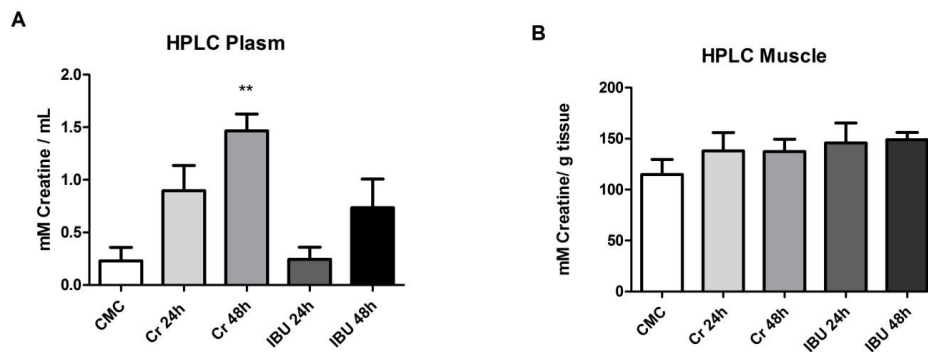 A
HPLC Plasm
mM Creatine / mL
2.0
1.5
1.0
0.5
0.0
**
CMC
Cr 24h
Cr 48h
IBU 24h
IBU 48h
B
HPLC Muscle
mM Creatine/ g tissue
200
150
100
50
0
CMC
Cr 24h
Cr 48h
IBU 24h
IBU 48h